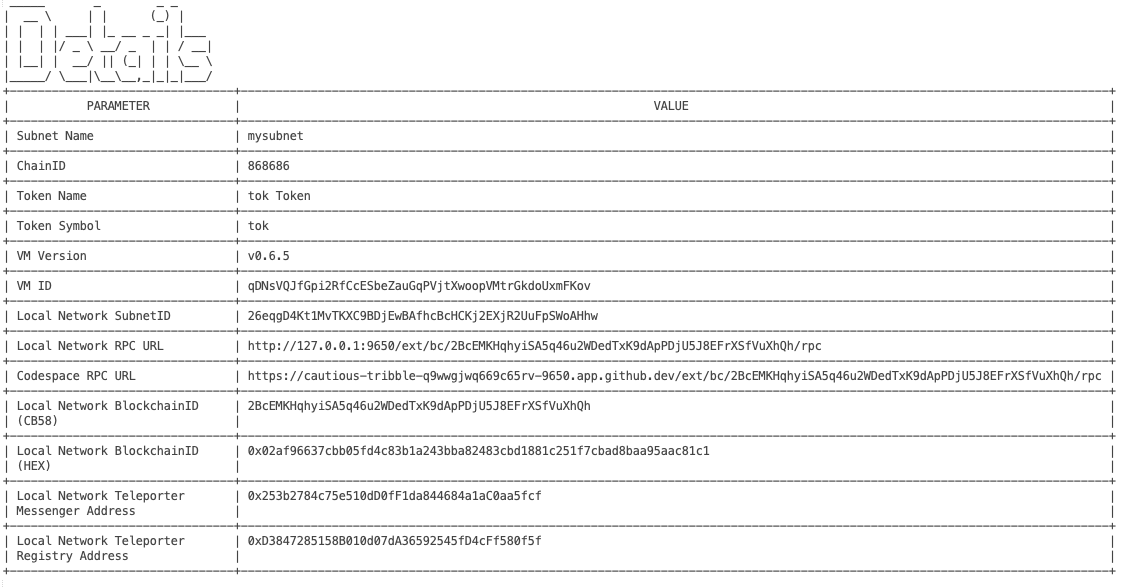 Details
PARAMETER VALUE
Subnet Name mysubnet
ChainID 868686
Token Name tok Token
Token Symbol tok
VM Version v0.6.5
VM ID qDNsVQJfGpi2RfCcESbeZauGqPVjtXwoopVMtrGkdoUxmFKov
Local Network SubnetID 26eqgD4Kt1MvTKXC9BDjEwBAfhcBcHCKj2EXjR2UuFpSWoAHhw
Local Network RPC URL http://127.0.0.1:9650/ext/bc/2BcEMKHqhyiSA5q46u2WDedTxK9dApPDjU5J8EFrXSfVuXhQh/rpc
Codespace RPC URL https://cautious-tribble-q9wwgjwq669c65rv-9650.app.github.dev/ext/bc/2BcEMKHqhyiSA5q46u2WDedTxK9dApPDjU5J8EFrXSfVuXhQh/rpc
Local Network BlockchainID 2BcEMKHqhyiSA5q46u2WDedTxK9dApPDjU5J8EFrXSfVuXhQh
(CB58)
Local Network BlockchainID 0x02af96637cbb05fd4c83b1a243bba82483cbd1881c251f7cbad8baa95aac81c1
(HEX)
Local Network Teleporter 0x253b2784c75e510dD0fF1da844684a1aC0aa5fcf
Messenger Address
Local Network Teleporter 0xD3847285158B010d07dA36592545fD4cFf580f5f
Registry Address